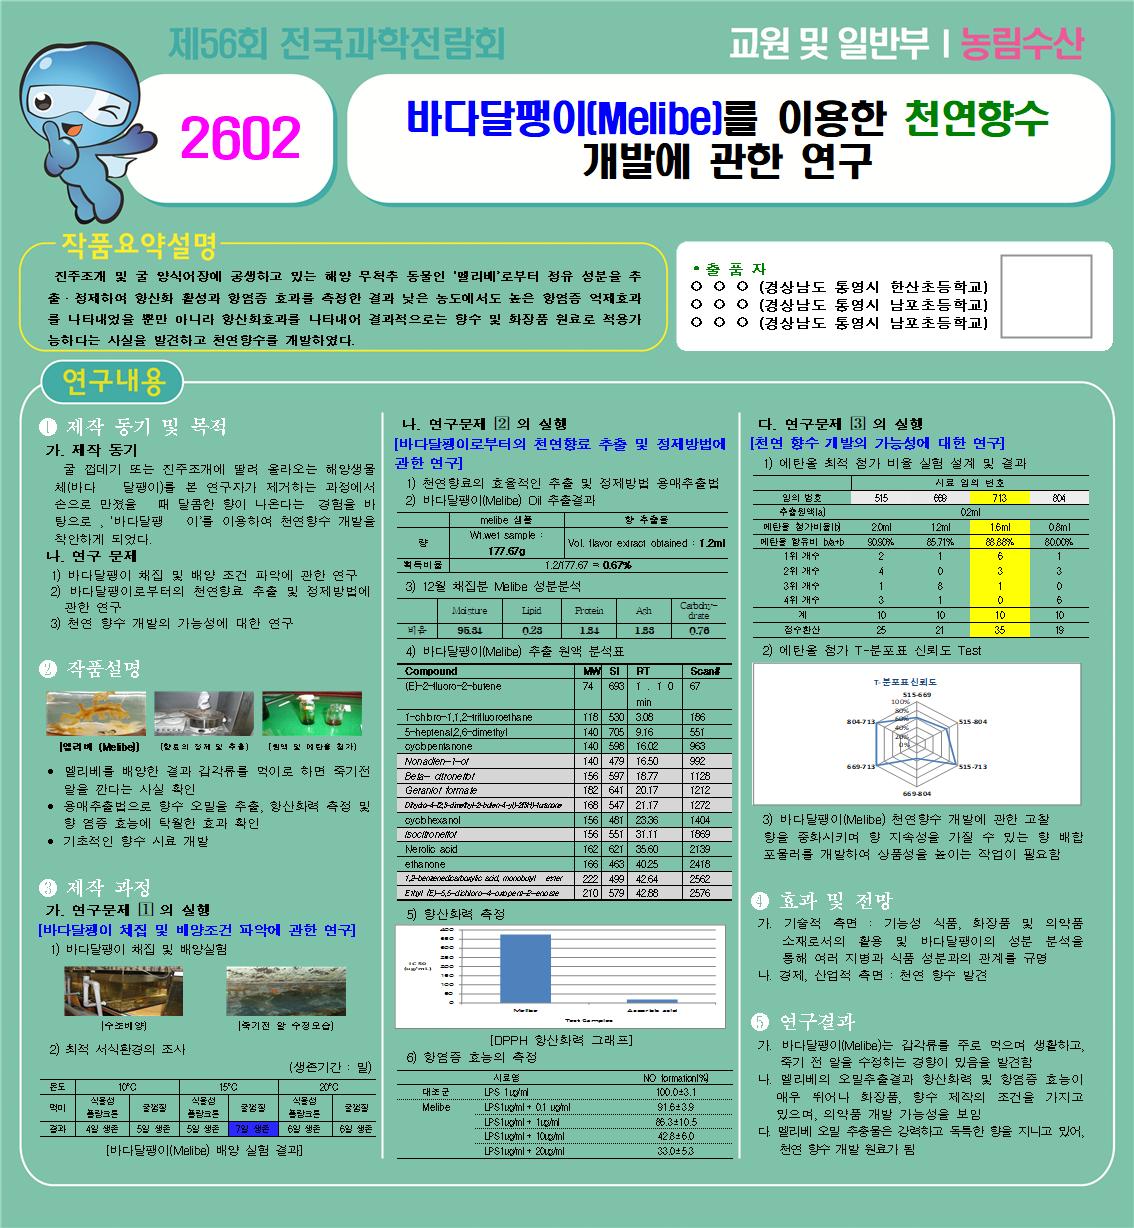 제56회 전국과학전람회
교원 및 일반부 | 농림수산
2602
바다달팽이(Melibe)를 이용한 천연향수
개발에 관한 연구
작품요약설명
진주조개 및 굴 양식어장에 공생하고 있는 해양 무척추 동물인 '멜리베'로부터 정유 성분을 추
출·정제하여 항산화 활성과 항염증 효과를 측정한 결과 낮은 농도에서도 높은 항염증 억제효과
를 나타내었을 뿐만 아니라 항산화효과를 나타내어 결과적으로는 향수 및 화장품 원료로 적용가
능하다는 사실을 발견하고 천연향수를 개발하였다.
• 출 품 자
○ ○ ○ (경상남도 통영시 한산초등학교)
○ ○ ○ (경상남도 통영시 남포초등학교)
○ ○ ○ (경상남도 통영시 남포초등학교)
연구내용
❶ 제작 동기 및 목적
가. 제작 동기
굴 껍데기 또는 진주조개에 딸려 올라오는 해양생물
체(바다 달팽이)를 본 연구자가 제거하는 과정에서
손으로 만졌을 때 달콤한 향이 나온다는 경험을 바
탕으로 , '바다달팽 이'를 이용하여 천연향수 개발을
착안하게 되었다.
나. 연구 문제
1) 바다달팽이 채집 및 배양 조건 파악에 관한 연구
2) 바다달팽이로부터의 천연향료 추출 및 정제방법에
관한 연구
3) 천연 향수 개발의 가능성에 대한 연구
❷ 작품설명
[멜리베 (Melibe)] [향료의 정제 및 추출] [원액 및 에탄올 첨가]
• 멜리베를 배양한 결과 갑각류를 먹이로 하면 죽기전
알을 깐다는 사실 확인
• 용매추출법으로 향수 오일을 추출, 항산화력 측정 및
항 염증 효능에 탁월한 효과 확인
• 기초적인 향수 시료 개발
❸ 제작 과정
가. 연구문제 [1] 의 실행
[바다달팽이 채집 및 배양조건 파악에 관한 연구]
1) 바다달팽이 채집 및 배양실험
[수조배양] [죽기전 알 수정모습]
2) 최적 서식환경의 조사
(생존기간 : 일)
온도 10℃ 15℃ 20℃
먹이 식물성 플랑크톤 굴껍질 식물성 플랑크톤 굴껍질 식물성 플랑크톤 굴껍질
결과 4일 생존 5일 생존 5일 생존 7일 생존 6일 생존 6일 생존
[바다달팽이(Melibe) 배양 실험 결과]
나. 연구문제 [2] 의 실행
[바다달팽이로부터의 천연향료 추출 및 정제방법에
관한 연구]
1) 천연향료의 효율적인 추출 및 정제방법 용매추출법
2) 바다달팽이(Melibe) Oil 추출결과
melibe 샘플 향 추출물
량 Wt.wet sample : 177.67g Vol. flavor extract obtained : 1.2ml
획득비율 1.2/177.67 = 0.67%
3) 12월 채집분 Melibe 성분분석
Moisture Lipid Protein Ash Carbohy-drate
비율 95.84 0.23 1.34 1.83 0.76
4) 바다달팽이(Melibe) 추출 원액 분석표
Compound MW SI RT Scan#
(E)-2-fluoro-2-butene 74 693 1.10 min 67
1-chloro-1,1,2-trifluoroethane 118 530 3.08 186
5-heptenal,2,6-dimethyl 140 705 9.16 551
cyclopentanone 140 598 16.02 963
Nonadien-1-ol 140 479 16.50 992
Beta- citronellol 156 597 18.77 1128
Geraniol formate 182 641 20.17 1212
Dihydro-4-(2,3-dimethyl-2-buten-4-yl)-2(3H)-furanone 168 547 21.17 1272
cyclohexanol 156 481 23.36 1404
Isocitronellol 156 551 31.11 1869
Nerolic acid 162 621 35.60 2139
ethanone 166 463 40.25 2418
1,2-benzenedicarboxylic acid, monobutyl ester 222 499 42.64 2562
Ethyl (E)-5,5-dichloro-4-oxopent-2-enoate 210 579 42.88 2576
5) 항산화력 측정
IC50 (ug/mL)
400
350
300
250
200
150
100
50
0
Melibe Ascorbic acid
Test Samples
[DPPH 항산화력 그래프]
6) 항염증 효능의 측정
시료명 NO formation(%)
대조군 LPS 1ug/ml 100.0±3.1
Melibe LPS1ug/ml + 0.1 ug/ml 91.6±3.9
LPS1ug/ml + 1ug/ml 86.3±10.5
LPS1ug/ml + 10ug/ml 42.8±6.0
LPS1ug/ml + 20ug/ml 33.0±5.3
다. 연구문제 [3] 의 실행
[천연 향수 개발의 가능성에 대한 연구]
1) 에탄올 최적 첨가 비율 실험 설계 및 결과
시료 임의 번호
임의 번호 515 669 713 804
추출원액(a) 0.2ml
에탄올 첨가비율(b) 2.0ml 1.2ml 1.6ml 0.8ml
에탄올 함유비 b/a+b 90.90% 85.71% 88.88% 80.00%
1위 개수 2 1 6 1
2위 개수 4 0 3 3
3위 개수 1 8 1 0
4위 개수 3 1 0 6
계 10 10 10 10
점수환산 25 21 35 19
2) 에탄올 첨가 T-분포표 신뢰도 Test
T-분포표신뢰도
515-669
515-804
515-713
669-804
669-713
804-713
100%
80%
60%
40%
20%
0%
3) 바다달팽이(Melibe) 천연향수 개발에 관한 고찰
향을 중화시키며 향 지속성을 가질 수 있는 향 배합
포뮬러를 개발하여 상품성을 높이는 작업이 필요함
❹ 효과 및 전망
가. 기술적 측면 : 기능성 식품, 화장품 및 의약품
소재로서의 활용 및 바다달팽이의 성분 분석을
통해 여러 지병과 식품 성분과의 관계를 규명
나. 경제, 산업적 측면 : 천연 향수 발견
❺ 연구결과
가. 바다달팽이(Melibe)는 갑각류를 주로 먹으며 생활하고,
죽기 전 알을 수정하는 경향이 있음을 발견함
나. 멜리베의 오일추출결과 항산화력 및 항염증 효능이
매우 뛰어나 화장품, 향수 제작의 조건을 가지고
있으며, 의약품 개발 가능성을 보임
다. 멜리베 오일 추출물은 강력하고 독특한 향을 지니고 있어,
천연 향수 개발 원료가 됨